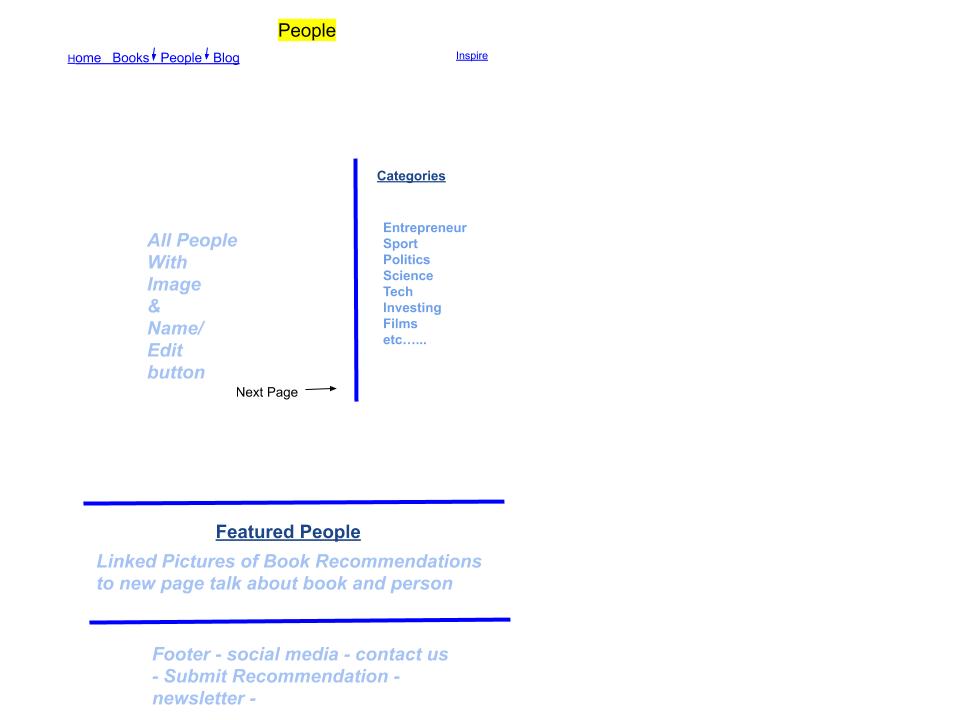 People
Home Books People Blog
Inspire
Categories
All People
With
Image
&
Name/
Edit
button
Entrepreneur
Sport
Politics
Science
Tech
Investing
Films
etc…...
Next Page
Featured People
Linked Pictures of Book Recommendations
to new page talk about book and person
Footer - social media - contact us
- Submit Recommendation -
newsletter -